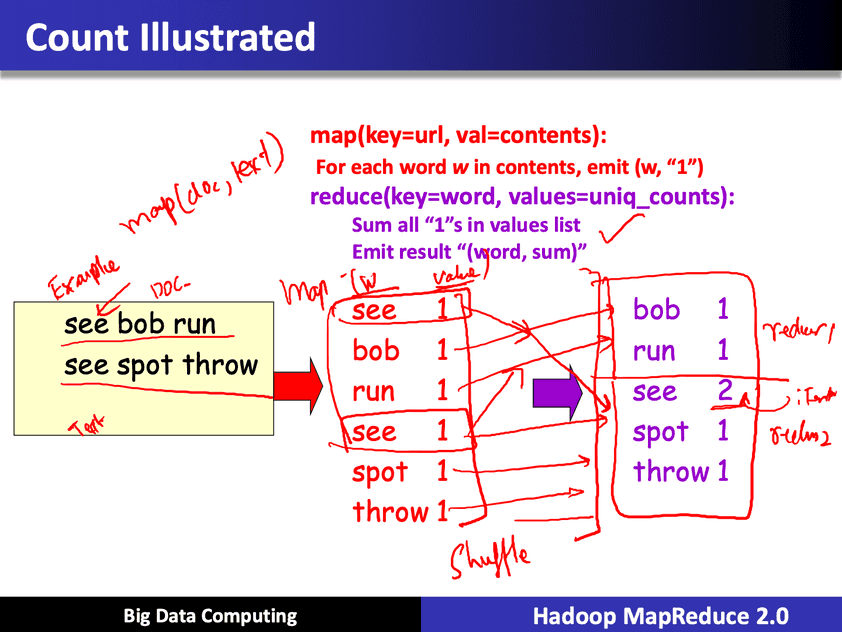 Count Illustrated
map(key=url, val=contents):
For each word w in contents, emit (w, “1”)
reduce(key=word, values=uniq_counts):
Sum all “1”s in values list
Emit result “(word, sum)”
map(doc, text)
Example
DOC-
see bob run
see spot throw
Text
Map
(w value)
see 1
bob 1
run 1
see 1
spot 1
throw 1
Shuffle
bob 1
run 1
see 2
spot 1
throw 1
Big Data Computing
Hadoop MapReduce 2.0